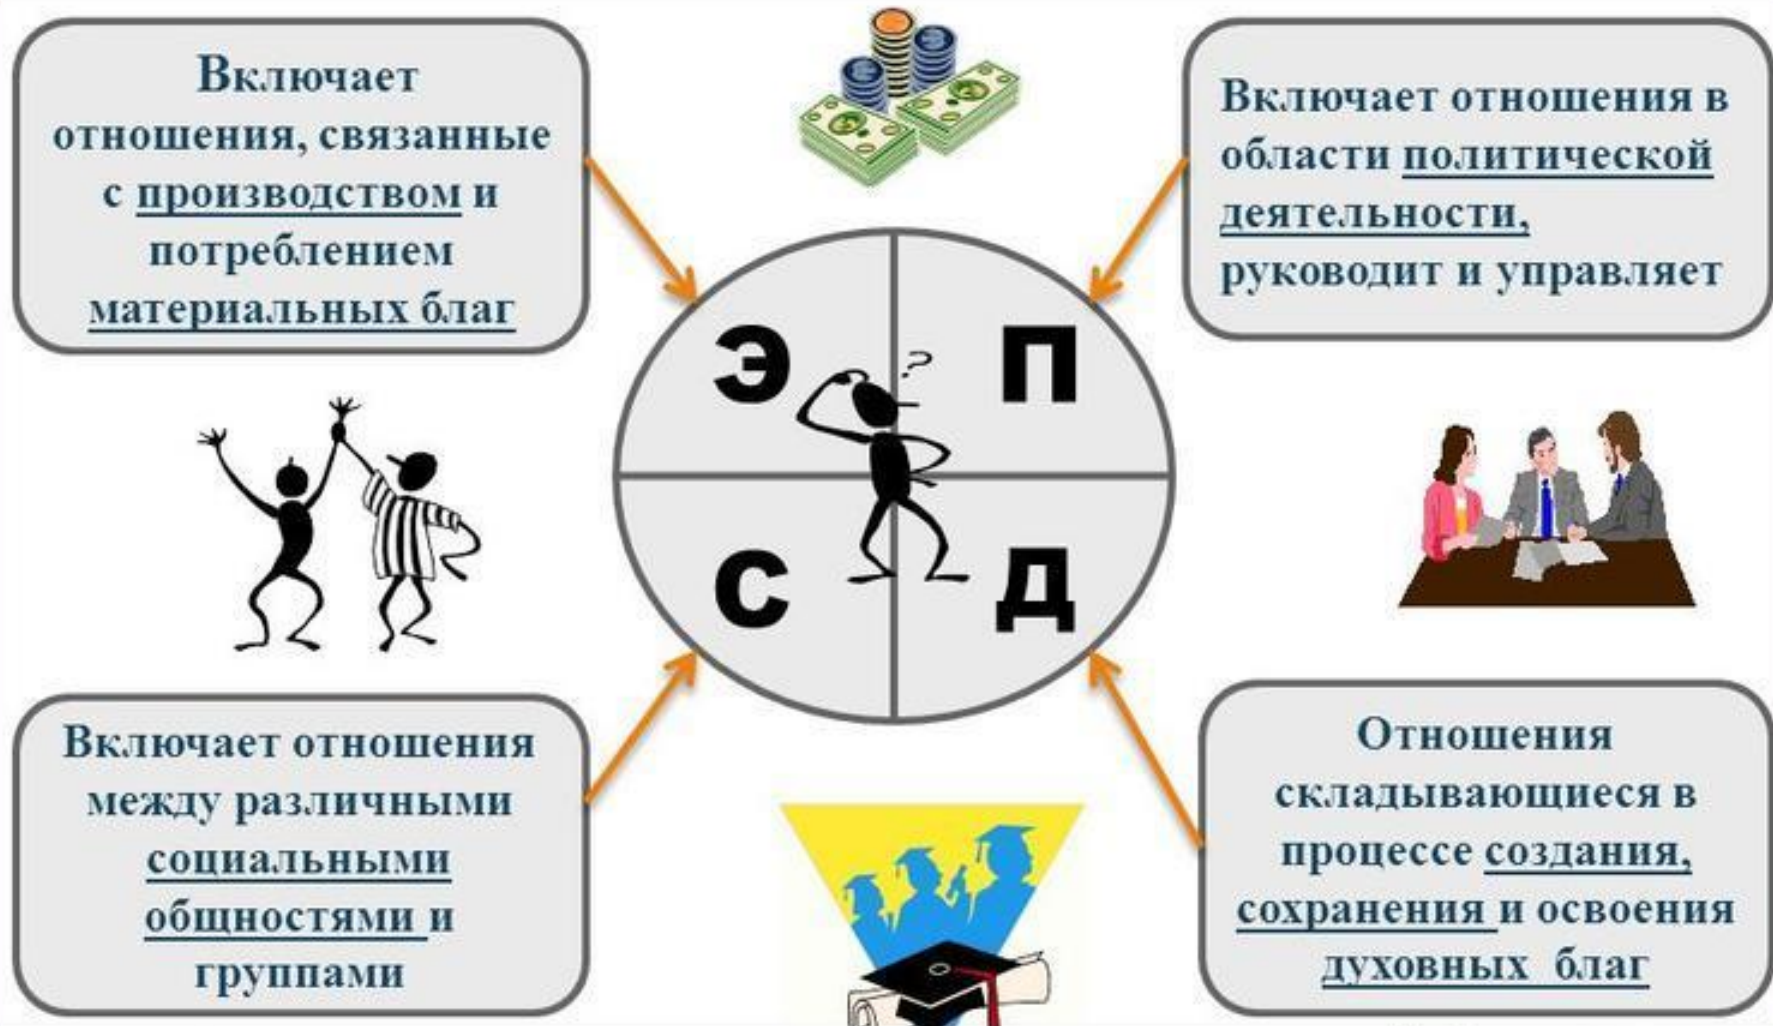 Включает
отношения, связанные
с производством и
потреблением
материальных благ
Включает отношения в
области политической
деятельности,
руководит и управляет
Э
?
П
С
Д
Включает отношения
между различными
социальными
общностями и
группами
Отношения
складывающиеся в
процессе создания,
сохранения и освоения
духовных благ